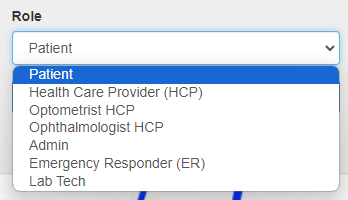 Role
Patient
Patient
Health Care Provider (HCP)
Optometrist HCP
Ophthalmologist HCP
Admin
Emergency Responder (ER)
Lab Tech